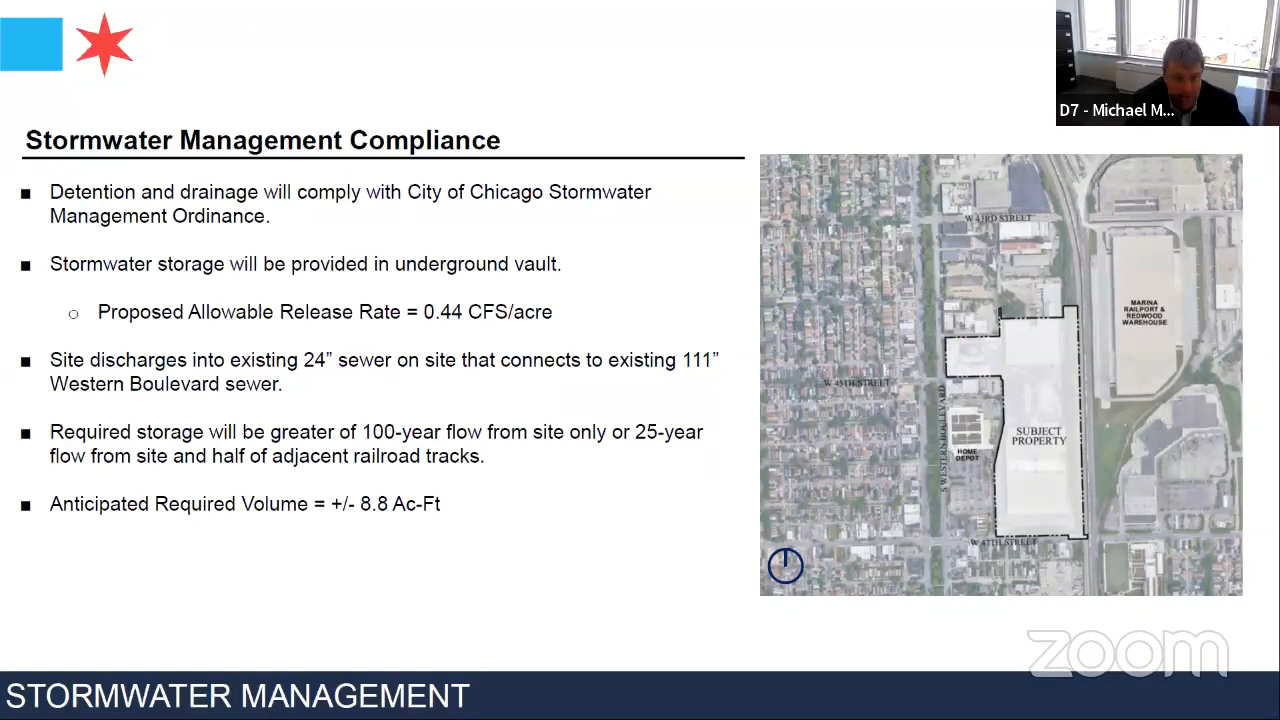 D7 - Michael M...
Stormwater Management Compliance
■ Detention and drainage will comply with City of Chicago Stormwater
Management Ordinance.
■ Stormwater storage will be provided in underground vault.
○ Proposed Allowable Release Rate = 0.44 CFS/acre
■ Site discharges into existing 24” sewer on site that connects to existing 111”
Western Boulevard sewer.
■ Required storage will be greater of 100-year flow from site only or 25-year
flow from site and half of adjacent railroad tracks.
■ Anticipated Required Volume = +/- 8.8 Ac-Ft
W 43RD STREET
MARINA
RAILPORT &
REDWOOD
WAREHOUSE
W 45TH STREET
S WESTERN BOULEVARD
SUBJECT
PROPERTY
HOME
DEPOT
W 47TH STREET
zoom
STORMWATER MANAGEMENT